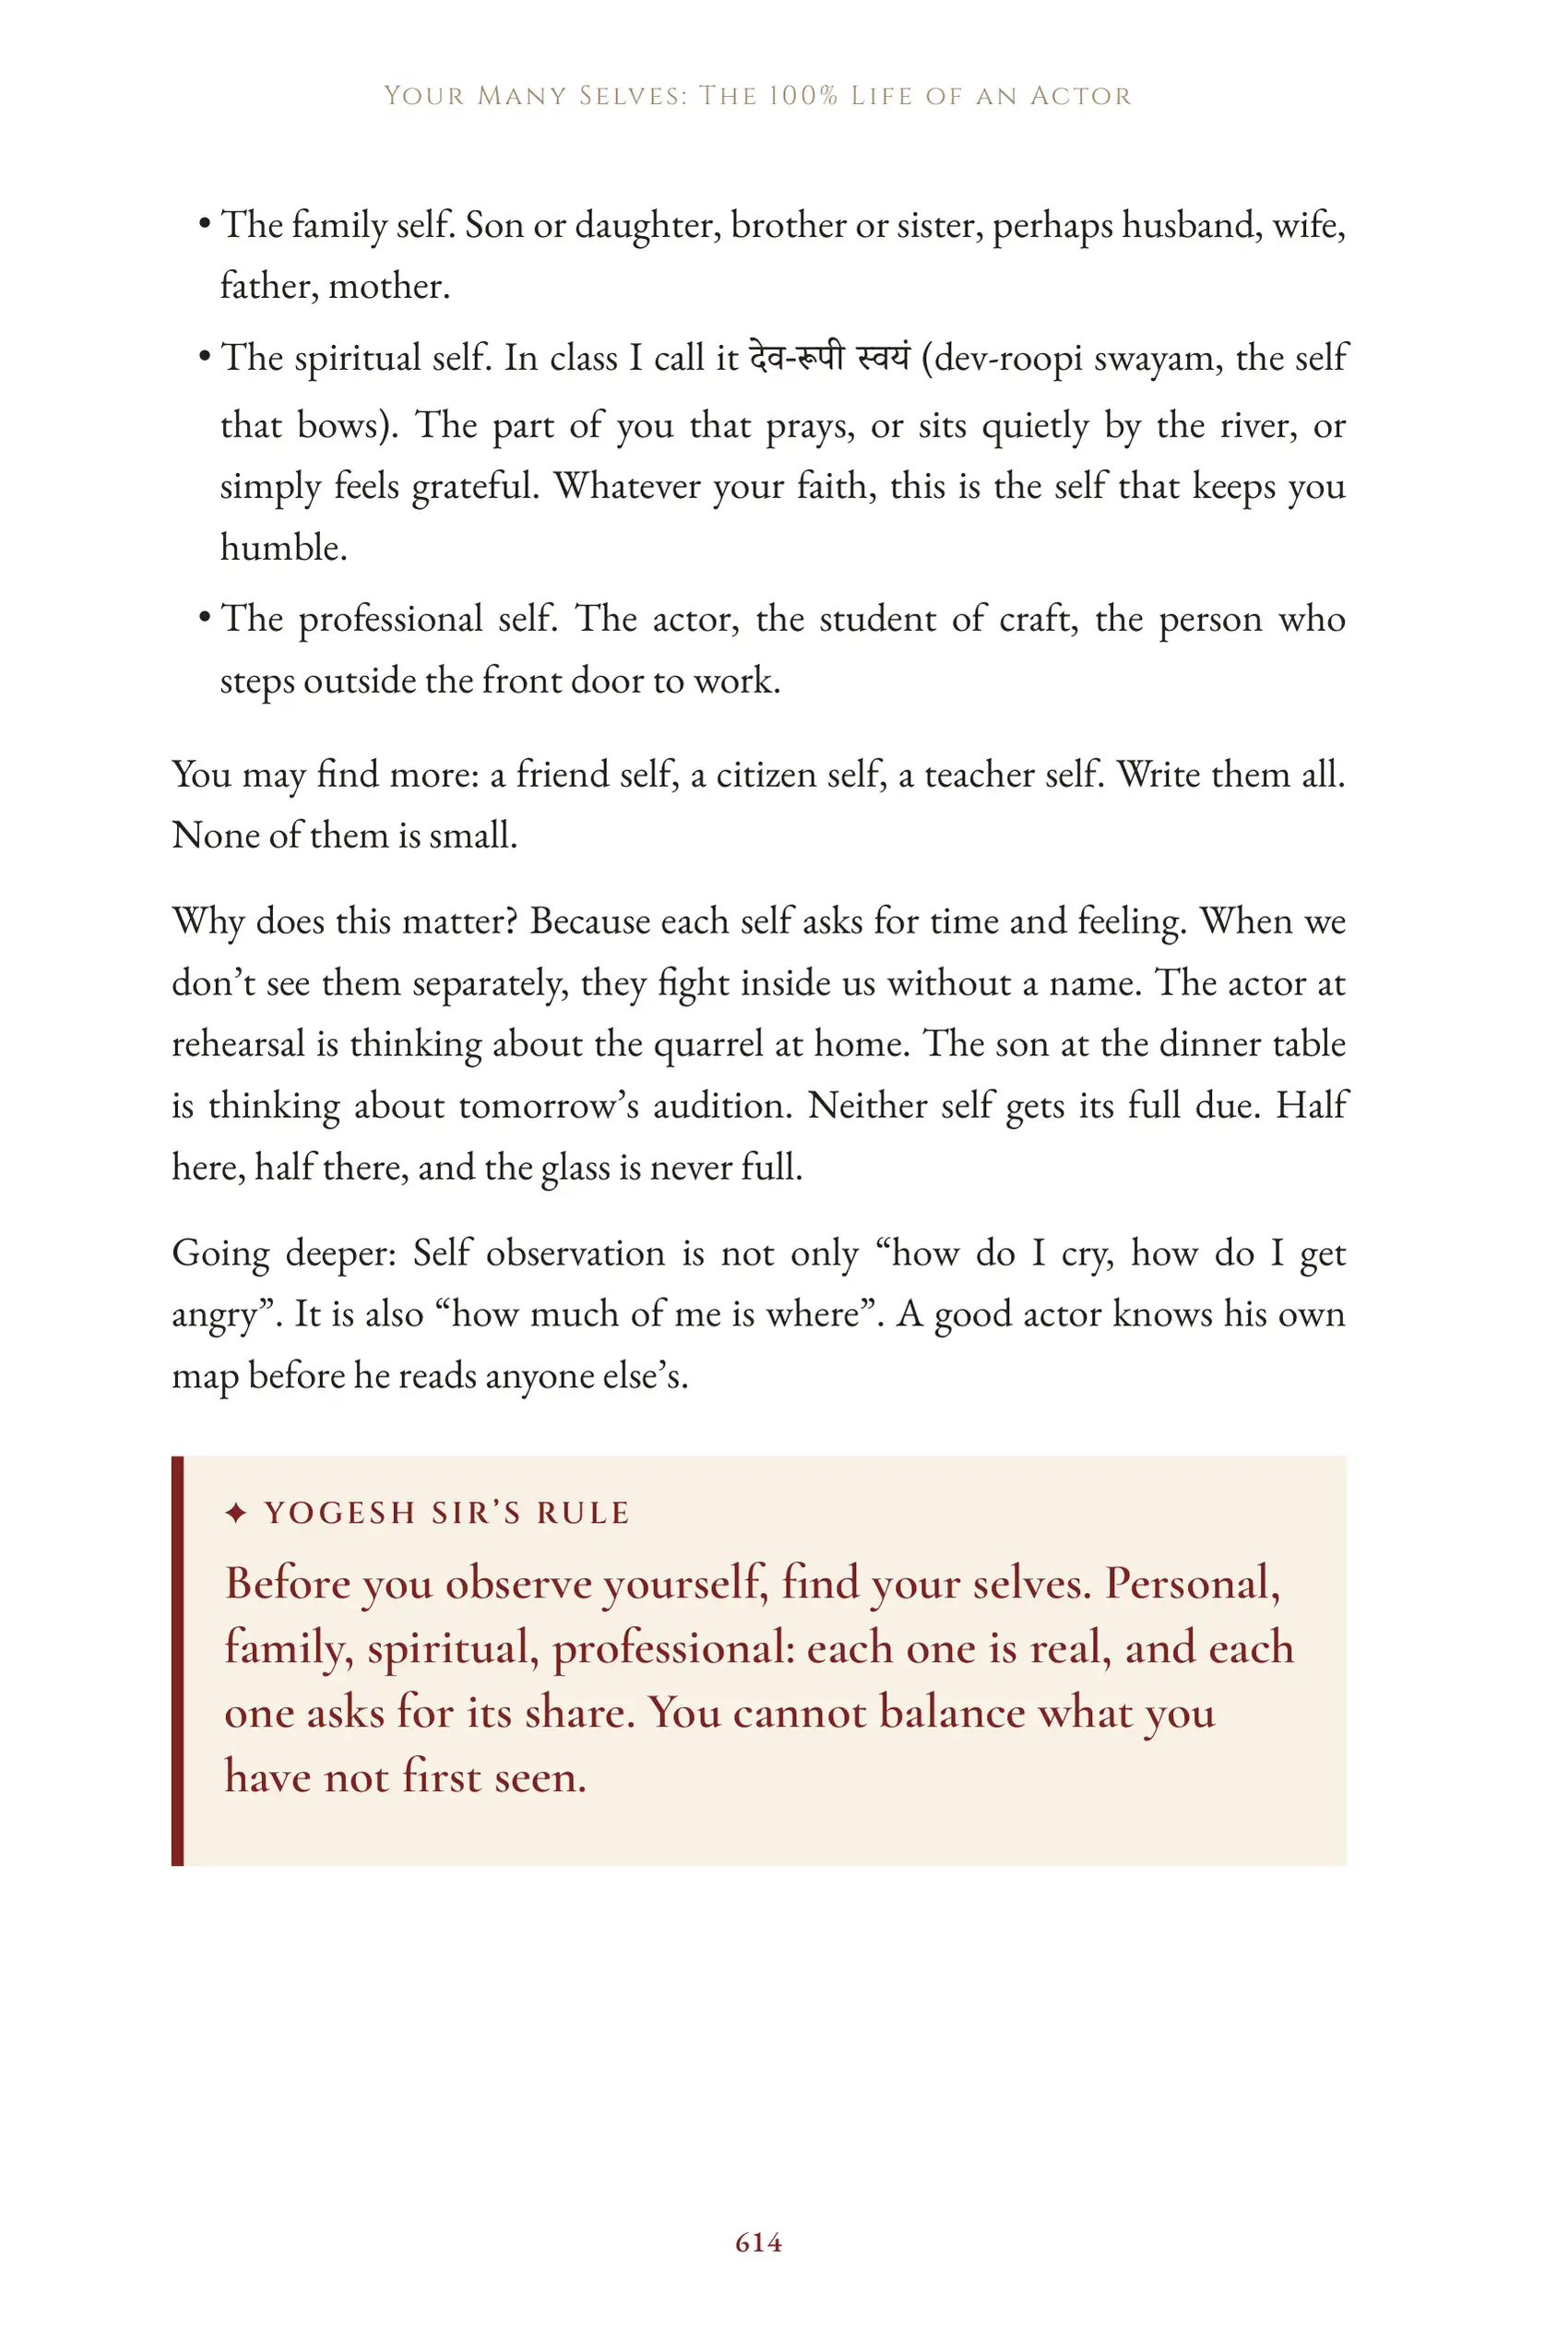 Your Many Selves: The 100% Life of an Actor
• The family self. Son or daughter, brother or sister, perhaps husband, wife,
father, mother.
• The spiritual self. In class I call it देव-रूपी स्वयं (dev-roopi swayam, the self
that bows). The part of you that prays, or sits quietly by the river, or
simply feels grateful. Whatever your faith, this is the self that keeps you
humble.
• The professional self. The actor, the student of craft, the person who
steps outside the front door to work.
You may find more: a friend self, a citizen self, a teacher self. Write them all.
None of them is small.
Why does this matter? Because each self asks for time and feeling. When we
don’t see them separately, they fight inside us without a name. The actor at
rehearsal is thinking about the quarrel at home. The son at the dinner table
is thinking about tomorrow’s audition. Neither self gets its full due. Half
here, half there, and the glass is never full.
Going deeper: Self observation is not only “how do I cry, how do I get
angry”. It is also “how much of me is where”. A good actor knows his own
map before he reads anyone else’s.
✦ YOGESH SIR’S RULE
Before you observe yourself, find your selves. Personal,
family, spiritual, professional: each one is real, and each
one asks for its share. You cannot balance what you
have not first seen.
614